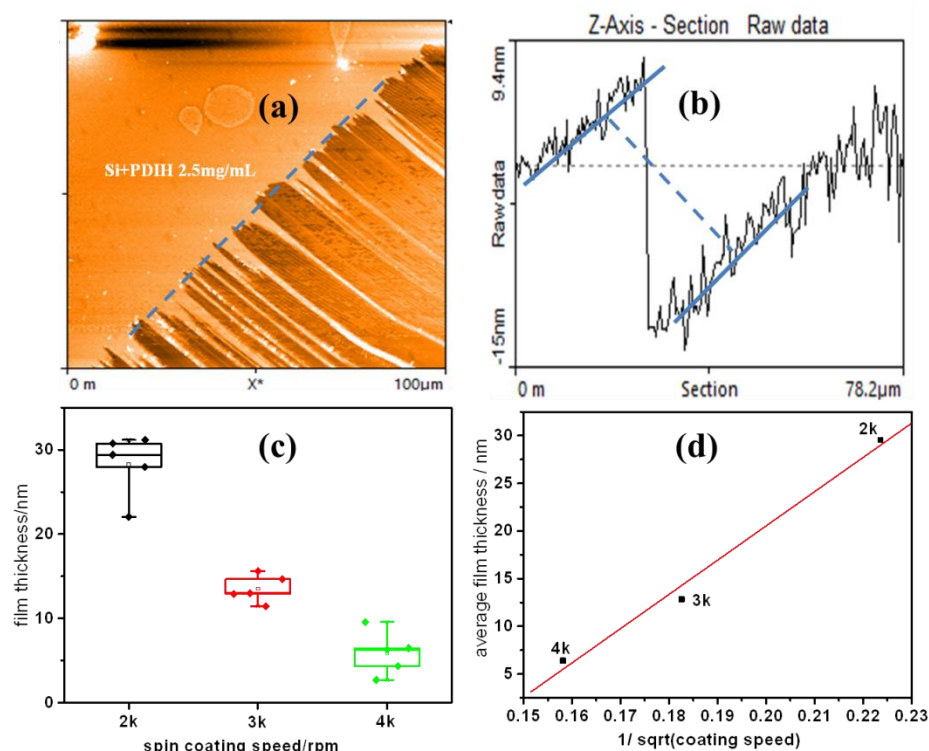 (a)
Si+PDIH 2.5mg/mL
0 m
X*
100µm
Z-Axis - Section Raw data
9.4nm
Raw data
-15nm
(b)
0 m
Section
78.2µm
(c)
film thickness/nm
30
20
10
0
2k
3k
4k
spin coating speed/rpm
(d)
average film thickness / nm
30
25
20
15
10
5
2k
3k
4k
0.15 0.16 0.17 0.18 0.19 0.20 0.21 0.22 0.23
1/ sqrt(coating speed)